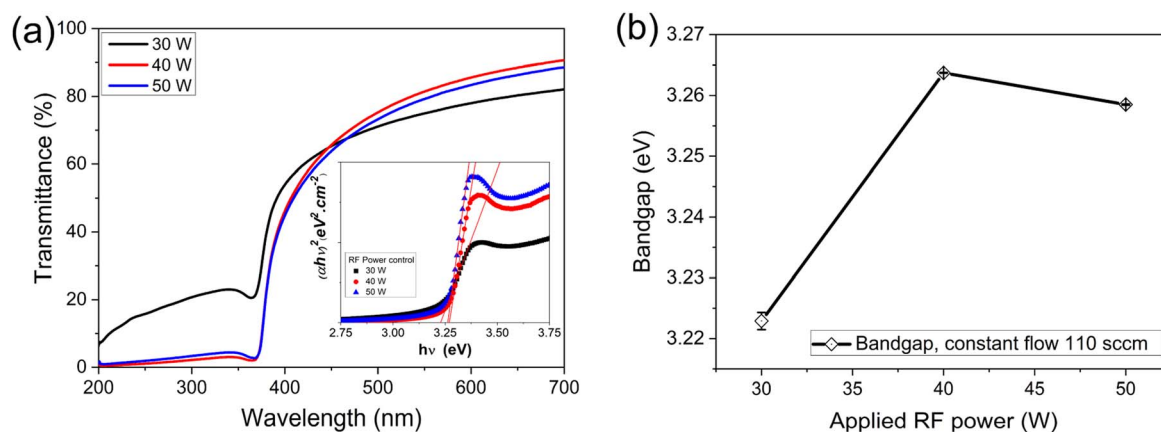 (a)
100
80
60
40
20
0
Transmittance (%)
30 W
40 W
50 W
200
300
400
500
600
700
Wavelength (nm)
(αhν)² (eV².cm⁻²)
RF Power control
30 W
40 W
50 W
2.75
3.00
3.25
3.50
3.75
hν (eV)
(b)
3.27
3.26
3.25
3.24
3.23
3.22
Bandgap (eV)
Bandgap, constant flow 110 sccm
30
35
40
45
50
Applied RF power (W)